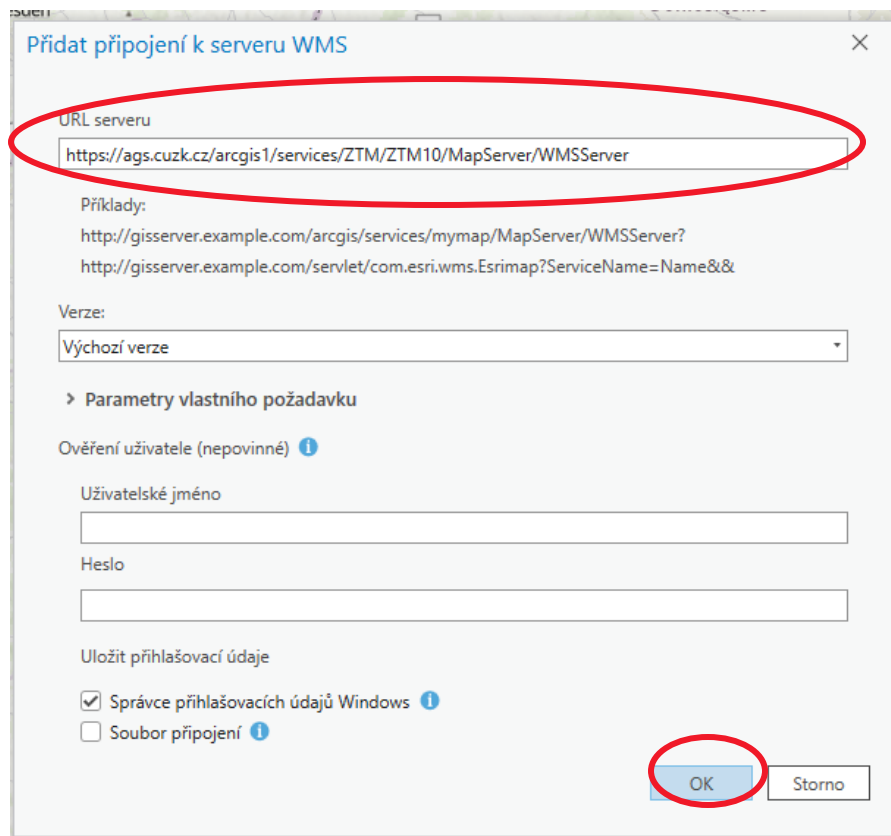 Přidat připojení k serveru WMS
URL serveru
https://ags.cuzk.cz/arcgis1/services/ZTM/ZTM10/MapServer/WMSServer
Příklady:
http://gisserver.example.com/arcgis/services/mymap/MapServer/WMSServer?
http://gisserver.example.com/servlet/com.esri.wms.Esrimap?ServiceName=Name&&
Verze:
Výchozí verze
Parametry vlastního požadavku
Ověření uživatele (nepovinné)
Uživatelské jméno
Heslo
Uložit přihlašovací údaje
Správce přihlašovacích údajů Windows
Soubor připojení
OK Storno